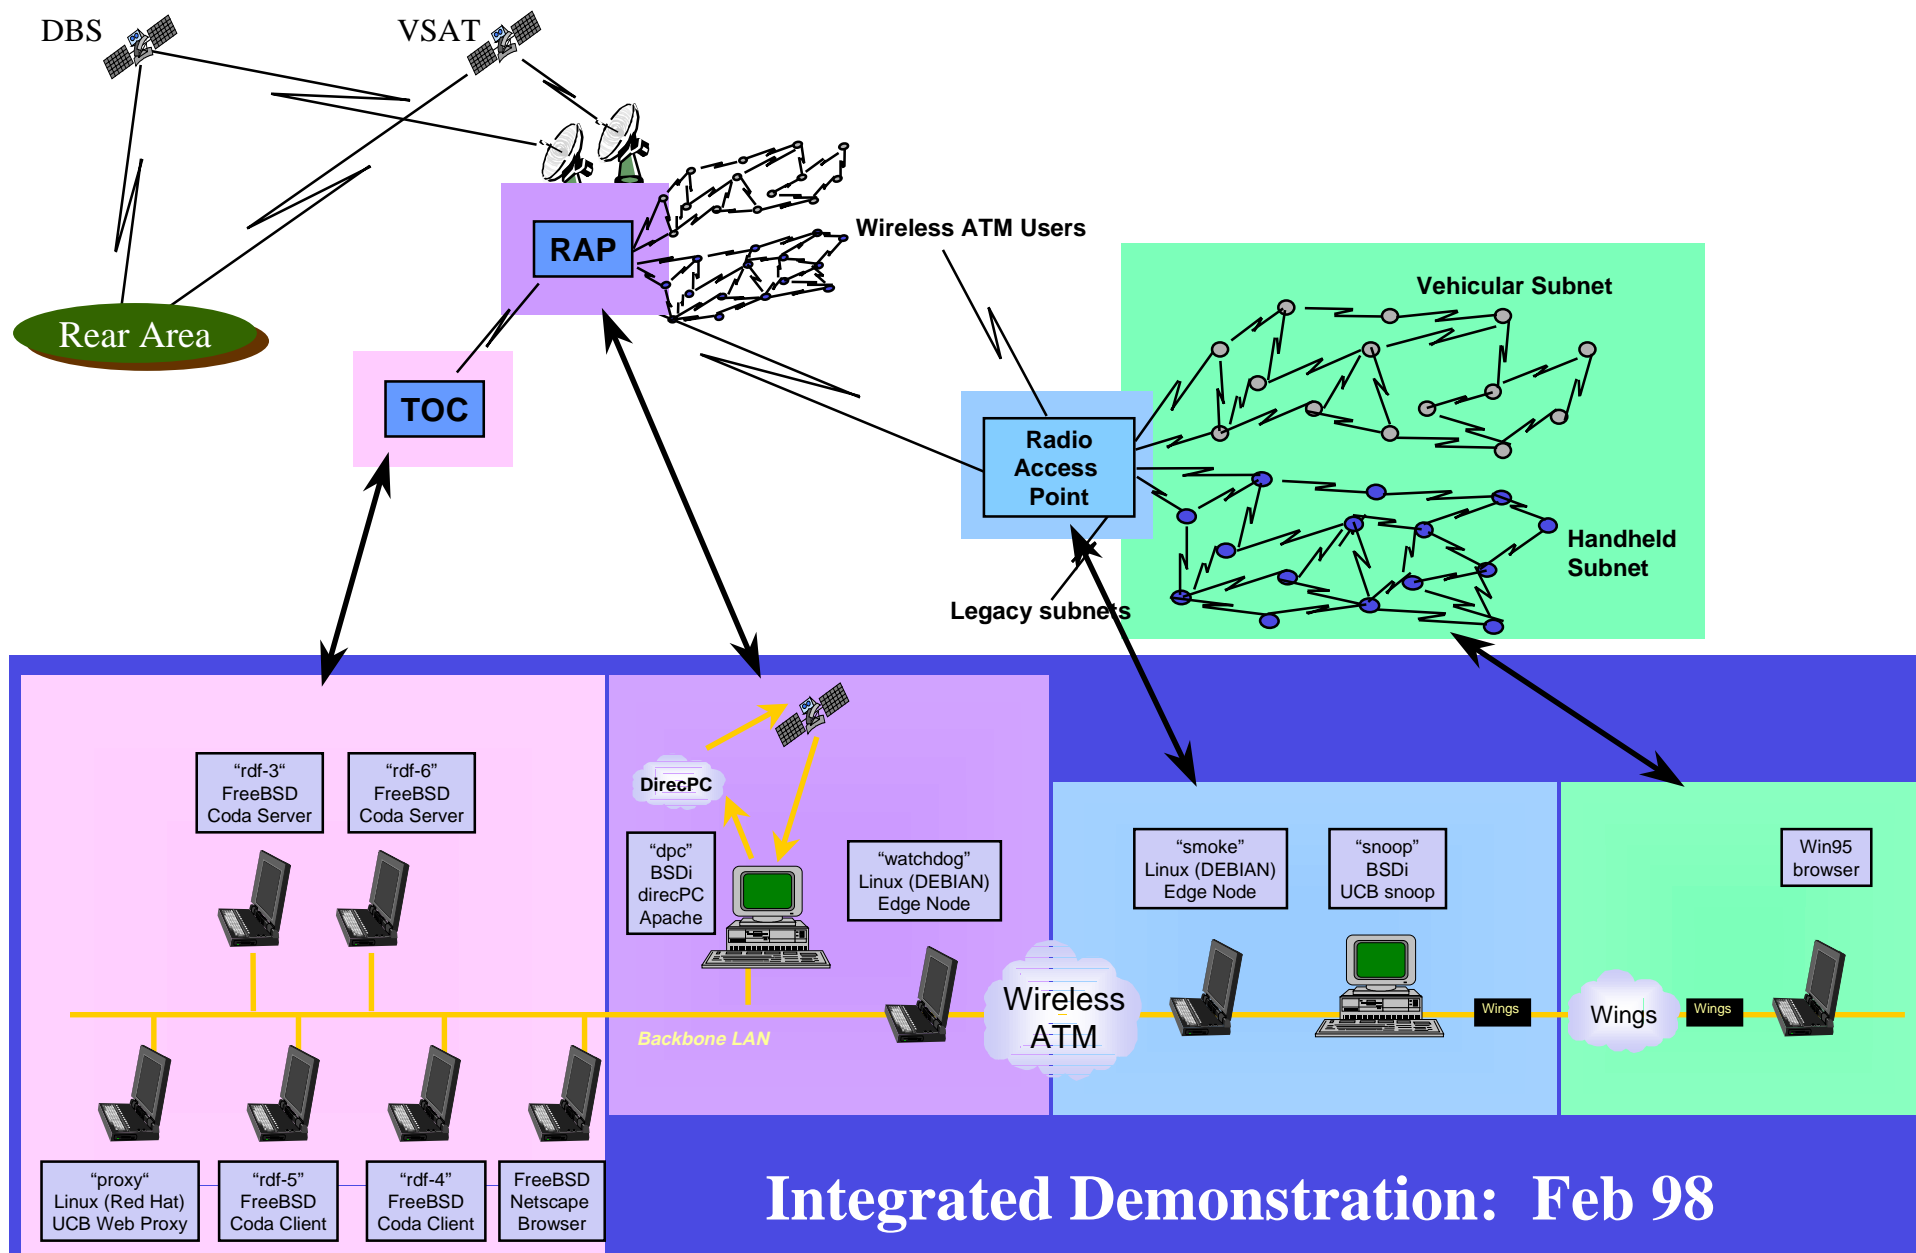 DBS
VSAT
RAP
Wireless ATM Users
Vehicular Subnet
Rear Area
TOC
Radio
Access
Point
Handheld
Subnet
Legacy subnets
“rdf-3“
FreeBSD
Coda Server
“rdf-6”
FreeBSD
Coda Server
DirecPC
“dpc”
BSDi
direcPC
Apache
“watchdog”
Linux (DEBIAN)
Edge Node
“smoke”
Linux (DEBIAN)
Edge Node
“snoop”
BSDi
UCB snoop
Win95
browser
Backbone LAN
Wireless
ATM
Wings
Wings
Wings
“proxy“
Linux (Red Hat)
UCB Web Proxy
“rdf-5”
FreeBSD
Coda Client
“rdf-4”
FreeBSD
Coda Client
FreeBSD
Netscape
Browser
Integrated Demonstration:  Feb 98